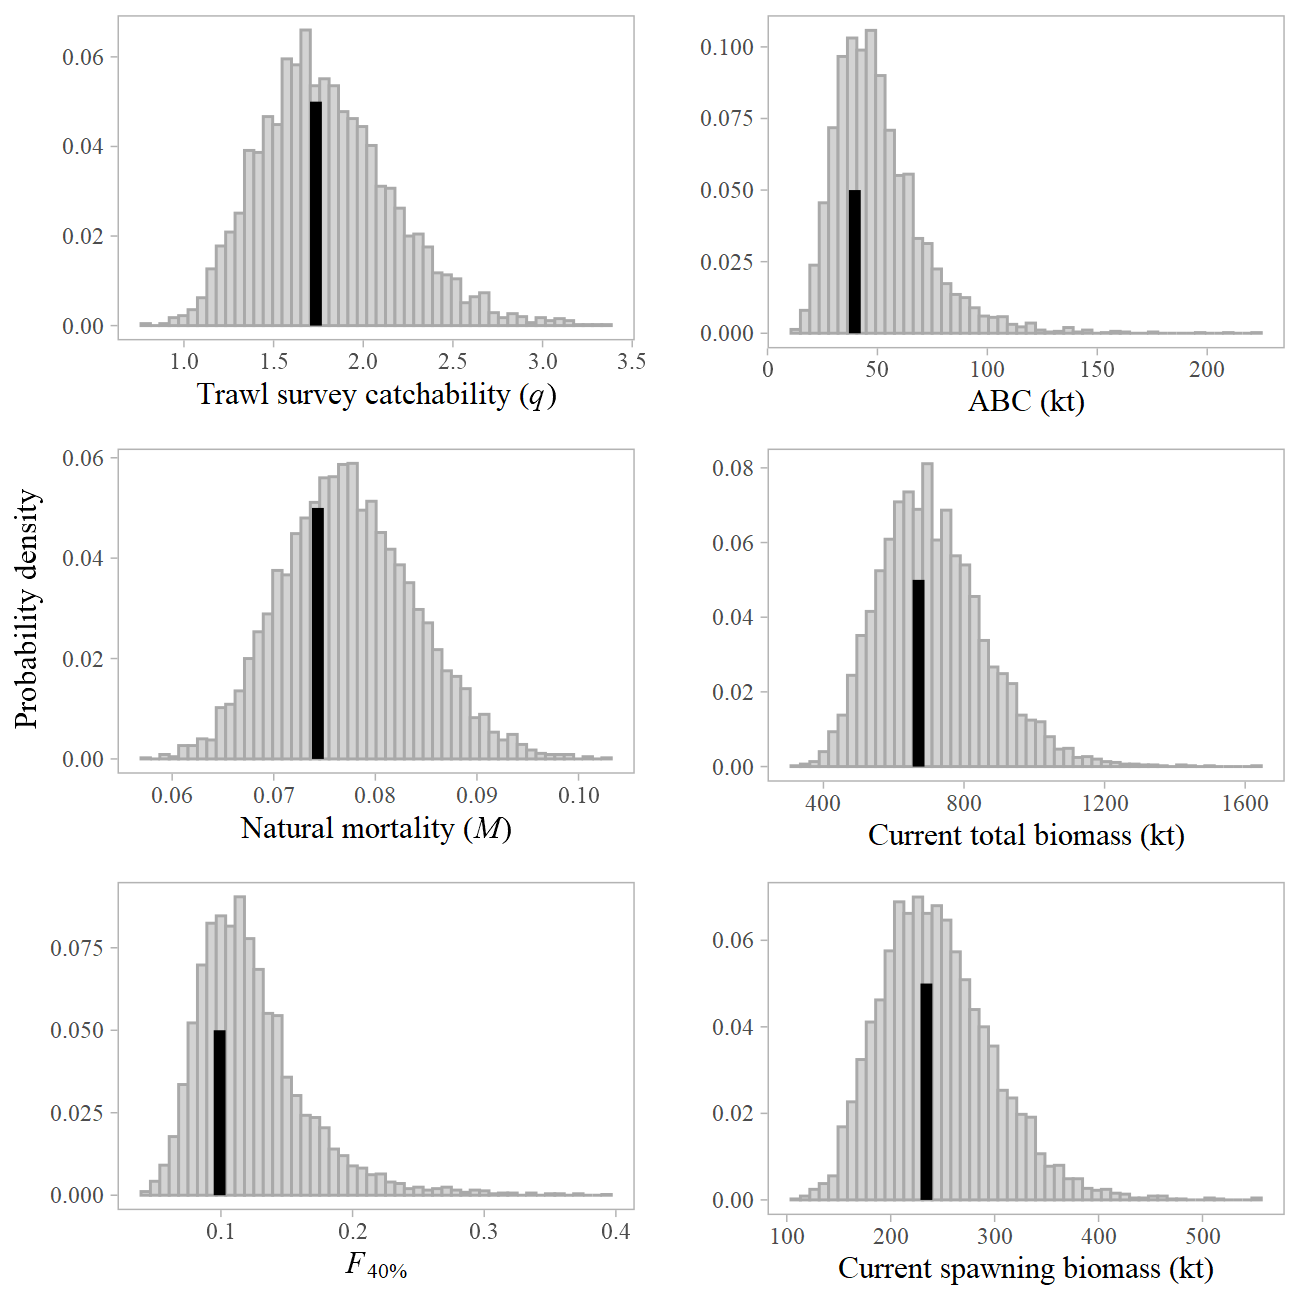 Probability density
0.06
0.04
0.02
0.00
1.0 1.5 2.0 2.5 3.0 3.5
Trawl survey catchability (q)
0.100
0.075
0.050
0.025
0.000
0 50 100 150 200
ABC (kt)
0.06
0.04
0.02
0.00
0.06 0.07 0.08 0.09 0.10
Natural mortality (M)
0.08
0.06
0.04
0.02
0.00
400 800 1200 1600
Current total biomass (kt)
0.075
0.050
0.025
0.000
0.1 0.2 0.3 0.4
F40%
0.06
0.04
0.02
0.00
100 200 300 400 500
Current spawning biomass (kt)